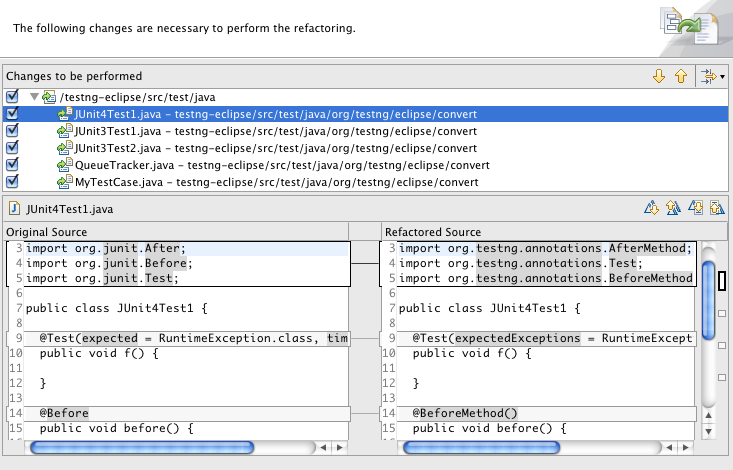 The following changes are necessary to perform the refactoring.
Changes to be performed
/testng-eclipse/src/test/java
JUnit4Test1.java – testng-eclipse/src/test/java/org/testng/eclipse/convert
JUnit3Test1.java – testng-eclipse/src/test/java/org/testng/eclipse/convert
JUnit3Test2.java – testng-eclipse/src/test/java/org/testng/eclipse/convert
QueueTracker.java – testng-eclipse/src/test/java/org/testng/eclipse/convert
MyTestCase.java – testng-eclipse/src/test/java/org/testng/eclipse/convert
JUnit4Test1.java
Original Source
3 import org.junit.After;
4 import org.junit.Before;
5 import org.junit.Test;
6
7 public class JUnit4Test1 {
8
9 @Test(expected = RuntimeException.class, tim
10 public void f() {
11
12 }
13
14 @Before
15 public void before() {
Refactored Source
3 import org.testng.annotations.AfterMethod;
4 import org.testng.annotations.Test;
5 import org.testng.annotations.BeforeMethod
6
7 public class JUnit4Test1 {
8
9 @Test(expectedExceptions = RuntimeExcept
10 public void f() {
11
12 }
13
14 @BeforeMethod()
15 public void before() {